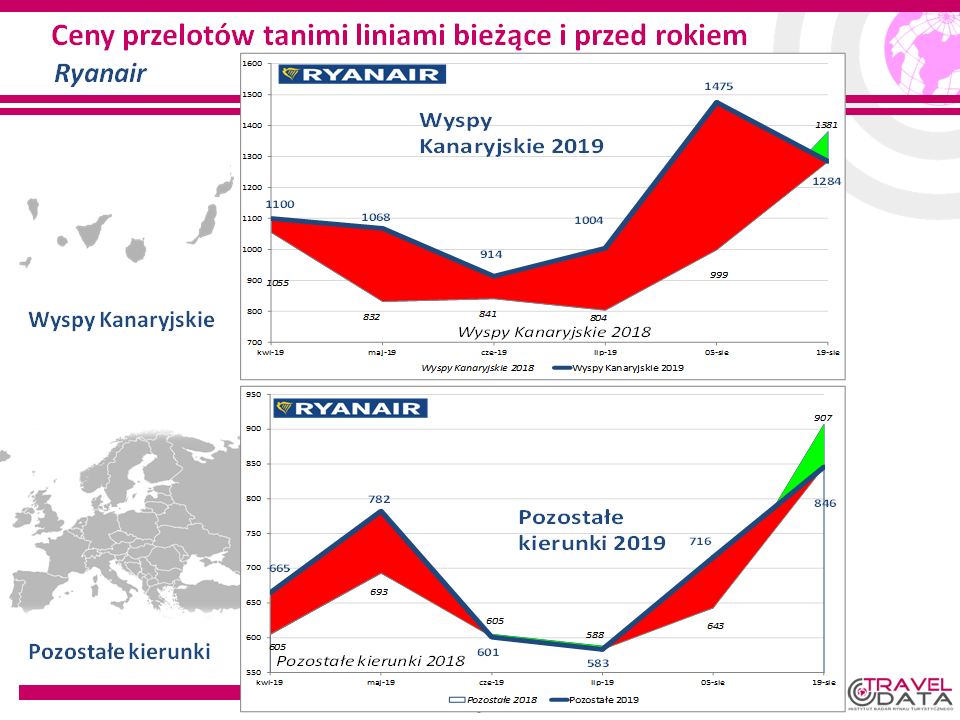 Ceny przelotów tanimi liniami bieżące i przed rokiem
Ryanair
RYANAIR
Wyspy
Kanaryjskie 2019
1600
1500
1400
1300
1200
1100
1000
900
800
700
1100
1068
914
1004
1475
1284
1055
832
841
804
999
1381
Wyspy Kanaryjskie 2018
kwi-19 maj-19 cze-19 lip-19 05-sie 19-sie
Wyspy Kanaryjskie 2018 Wyspy Kanaryjskie 2019
Wyspy Kanaryjskie
RYANAIR
Pozostałe
kierunki 2019
950
900
850
800
750
700
650
600
550
665
782
601
583
716
846
605
693
605
588
643
907
Pozostałe kierunki 2018
kwi-19 maj-19 cze-19 lip-19 05-sie 19-sie
Pozostałe 2018 Pozostałe 2019
Pozostałe kierunki
TRAVEL
DATA
INSTYTUT BADAŃ RYNKU TURYSTYCZNEGO